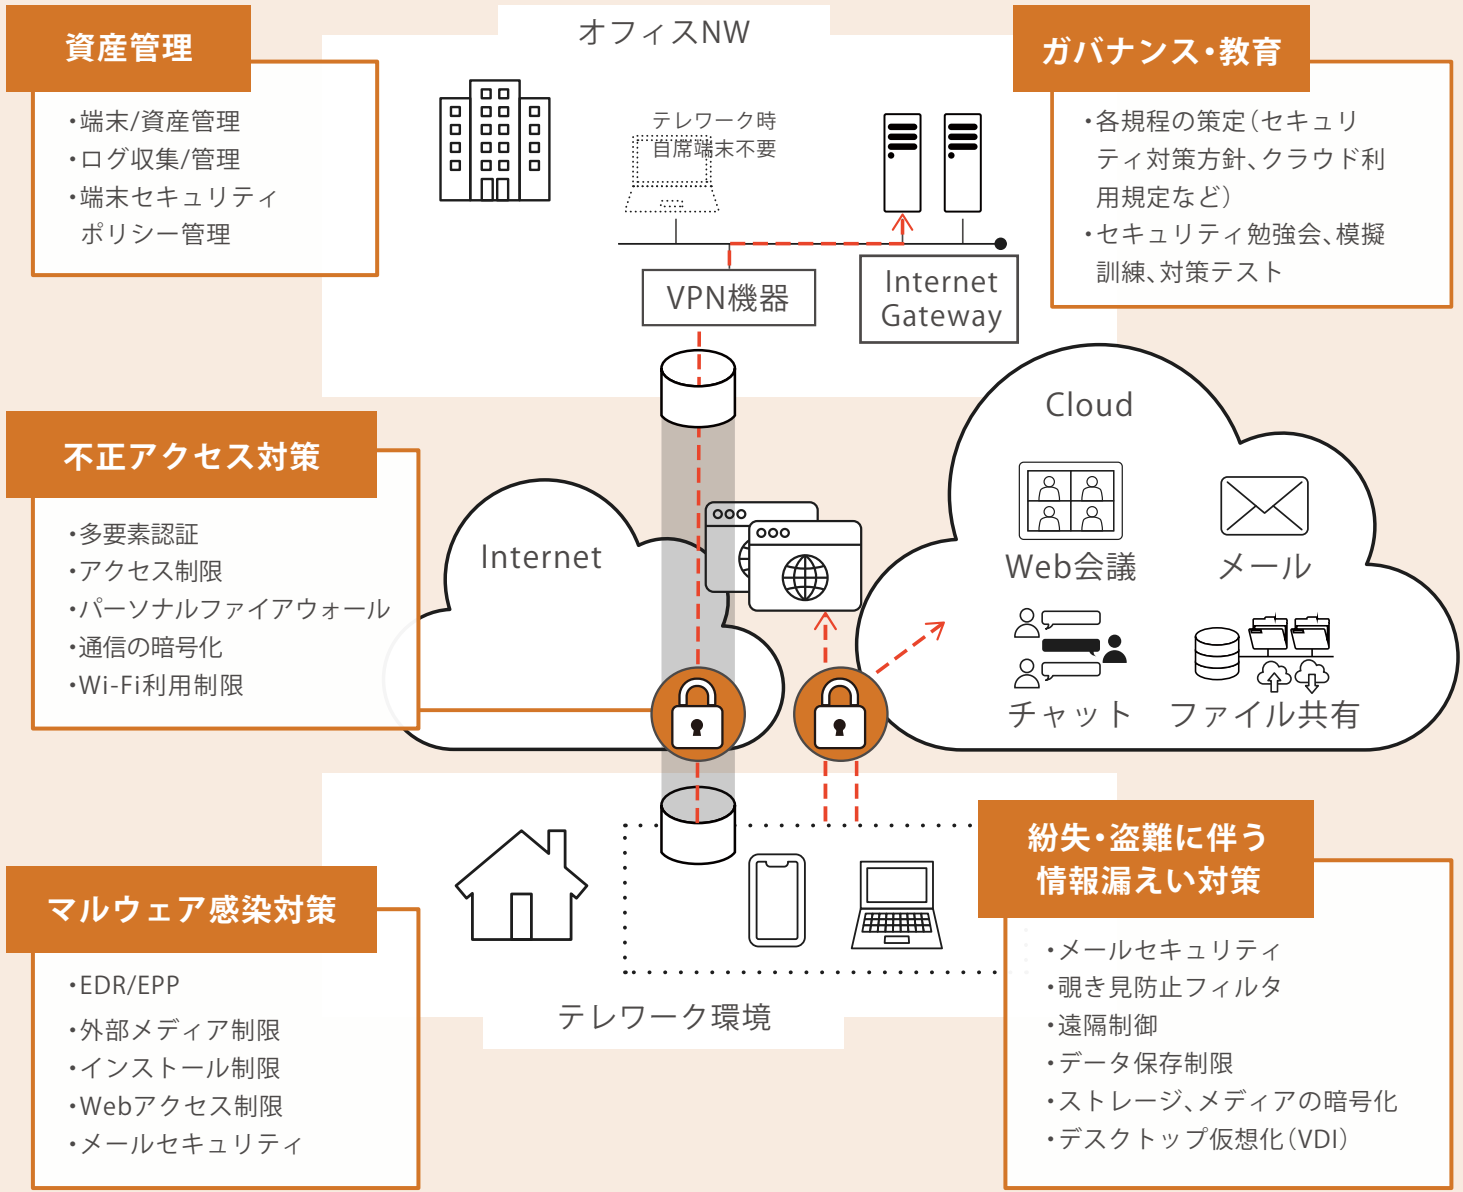 資産管理
・端末/資産管理
・ログ収集/管理
・端末セキュリティ
ポリシー管理
オフィスNW
テレワーク時
自席端末不要
VPN機器
Internet
Gateway
ガバナンス・教育
・各規程の策定（セキュリ
ティ対策方針、クラウド利
用規定など）
・セキュリティ勉強会、模擬
訓練、対策テスト
不正アクセス対策
・多要素認証
・アクセス制限
・パーソナルファイアウォール
・通信の暗号化
・Wi-Fi利用制限
Internet
Cloud
Web会議
メール
チャット
ファイル共有
マルウェア感染対策
・EDR/EPP
・外部メディア制限
・インストール制限
・Webアクセス制限
・メールセキュリティ
テレワーク環境
紛失・盗難に伴う
情報漏えい対策
・メールセキュリティ
・覗き見防止フィルタ
・遠隔制御
・データ保存制限
・ストレージ、メディアの暗号化
・デスクトップ仮想化（VDI）